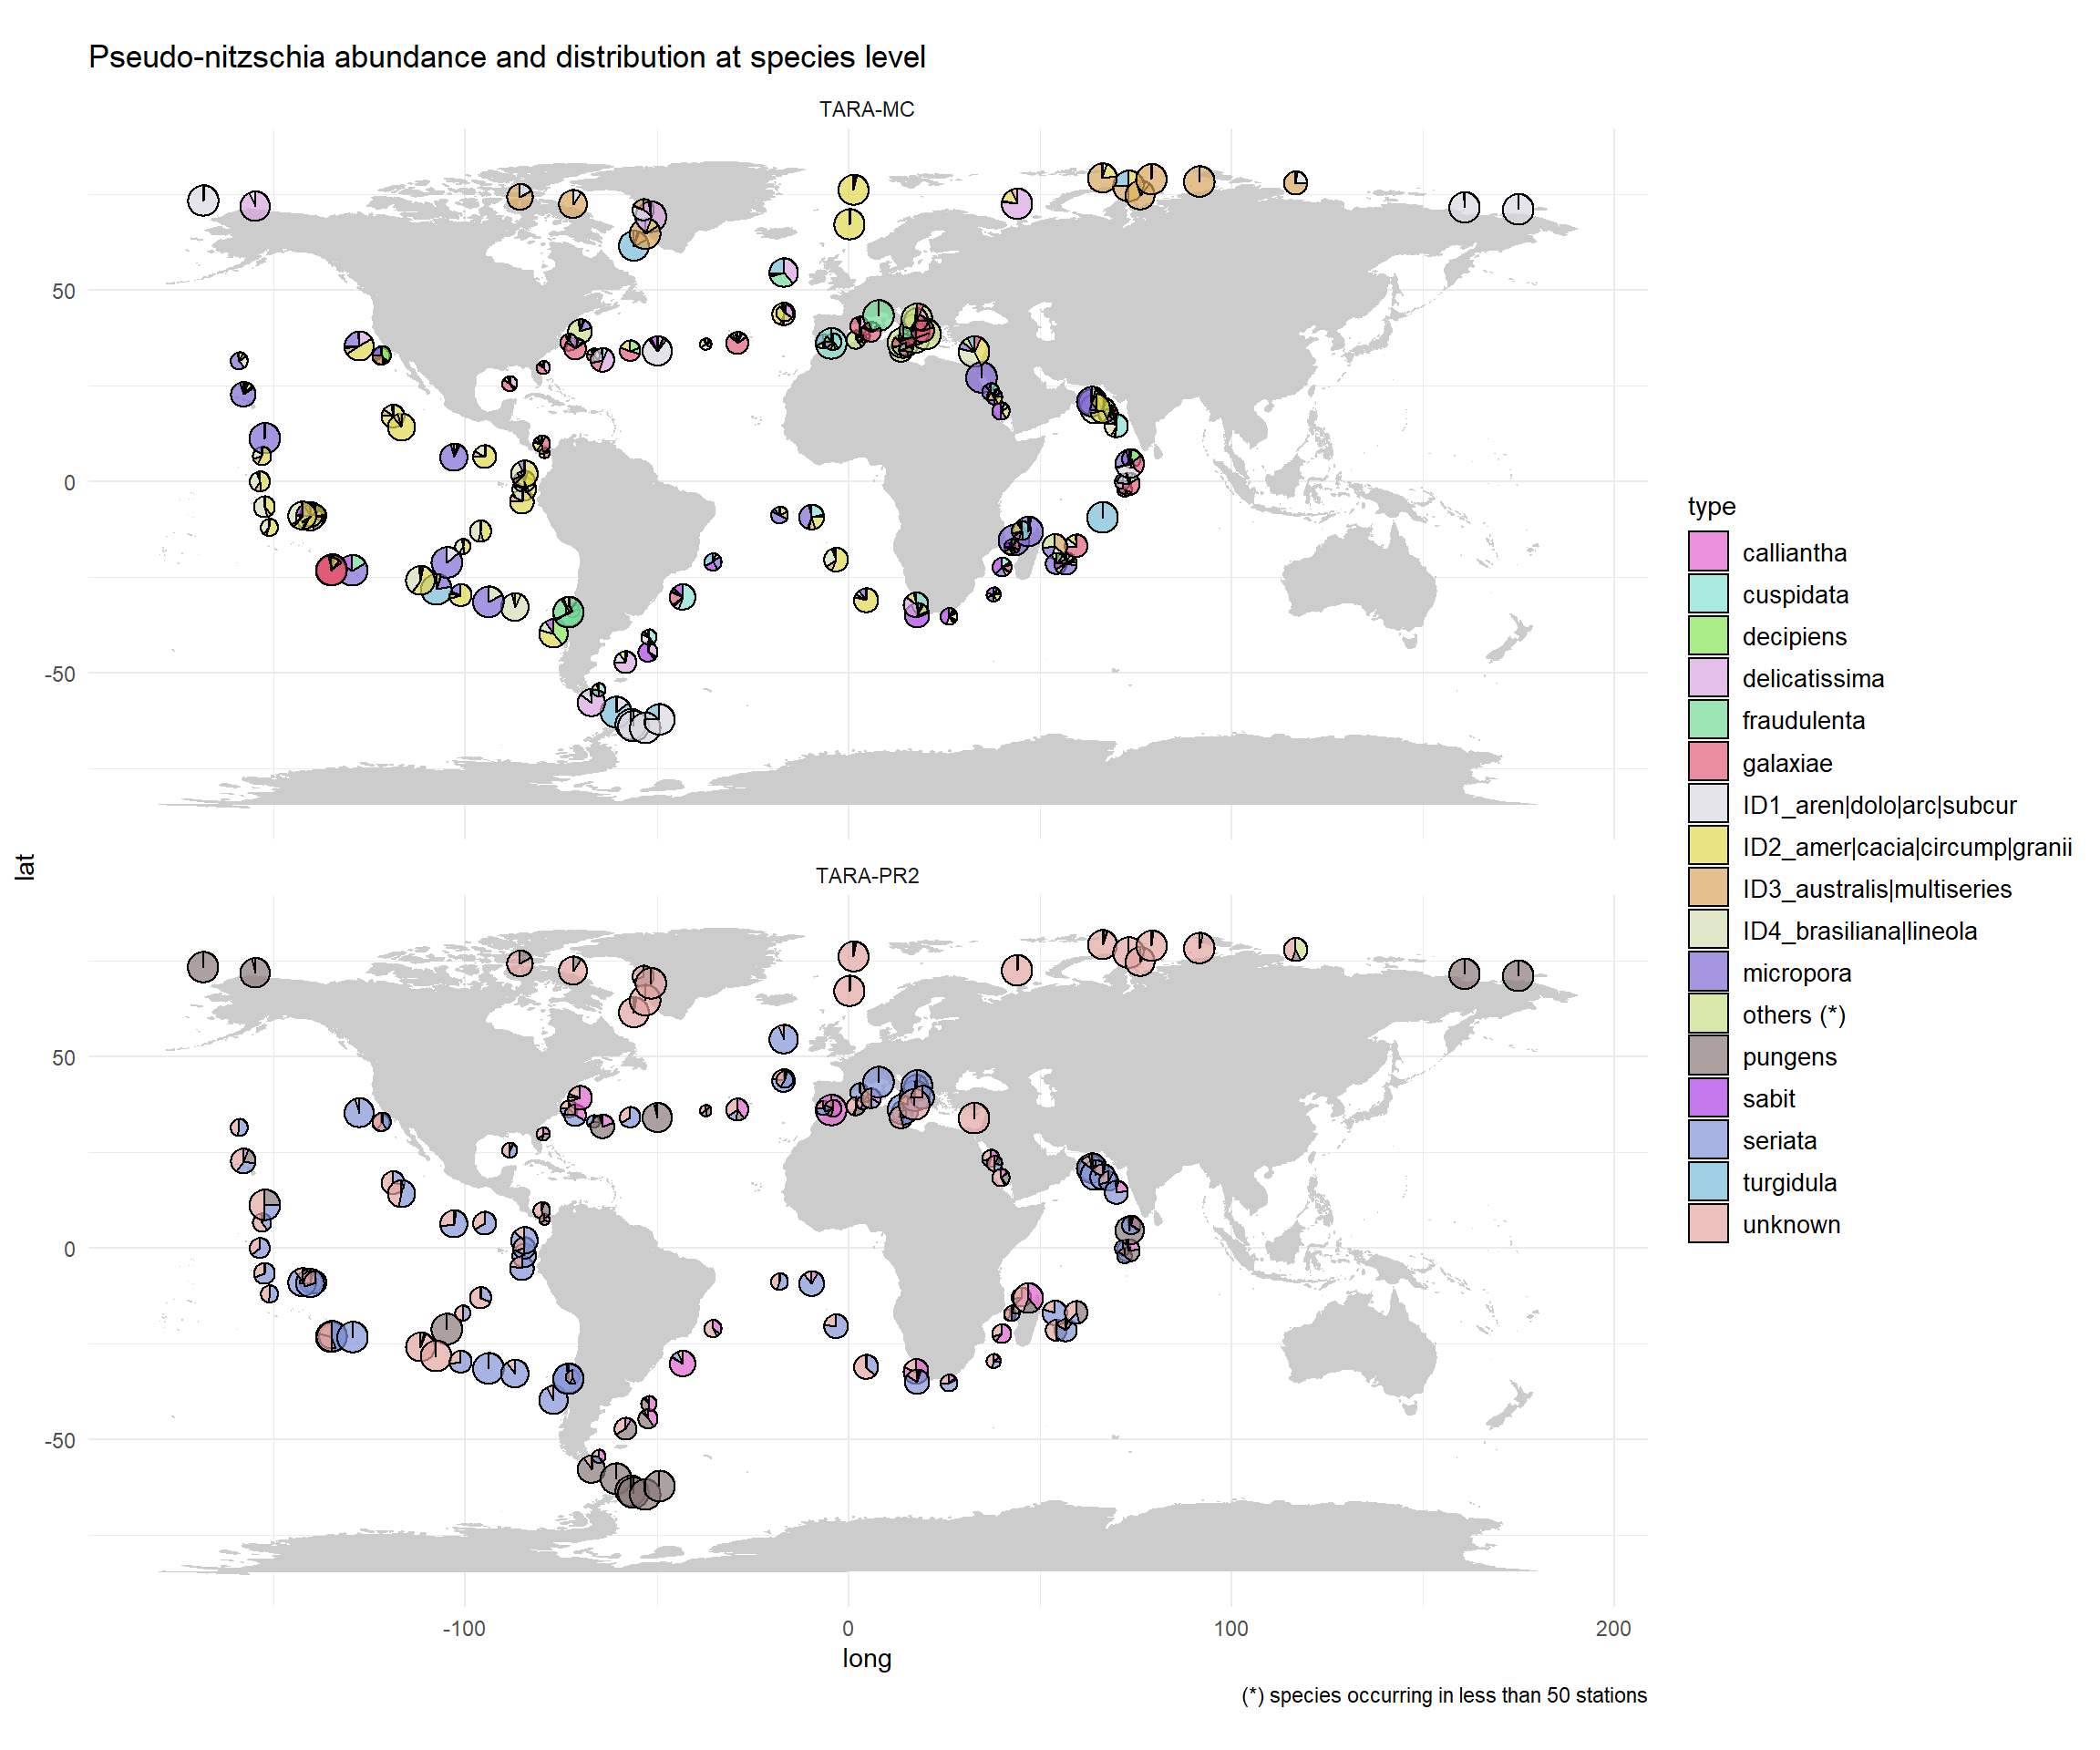 Pseudo-nitzschia abundance and distribution at species level
TARA-MC
50
0
-50
lat
TARA-PR2
50
0
-50
-100
0
100
200
long
(*) species occurring in less than 50 stations
type
calliantha
cuspidata
decipiens
delicatissima
fraudulenta
galaxiae
ID1_aren|dolo|arc|subcur
ID2_amer|cacia|circump|granii
ID3_australis|multiseries
ID4_brasiliana|lineola
micropora
others (*)
pungens
sabit
seriata
turgidula
unknown